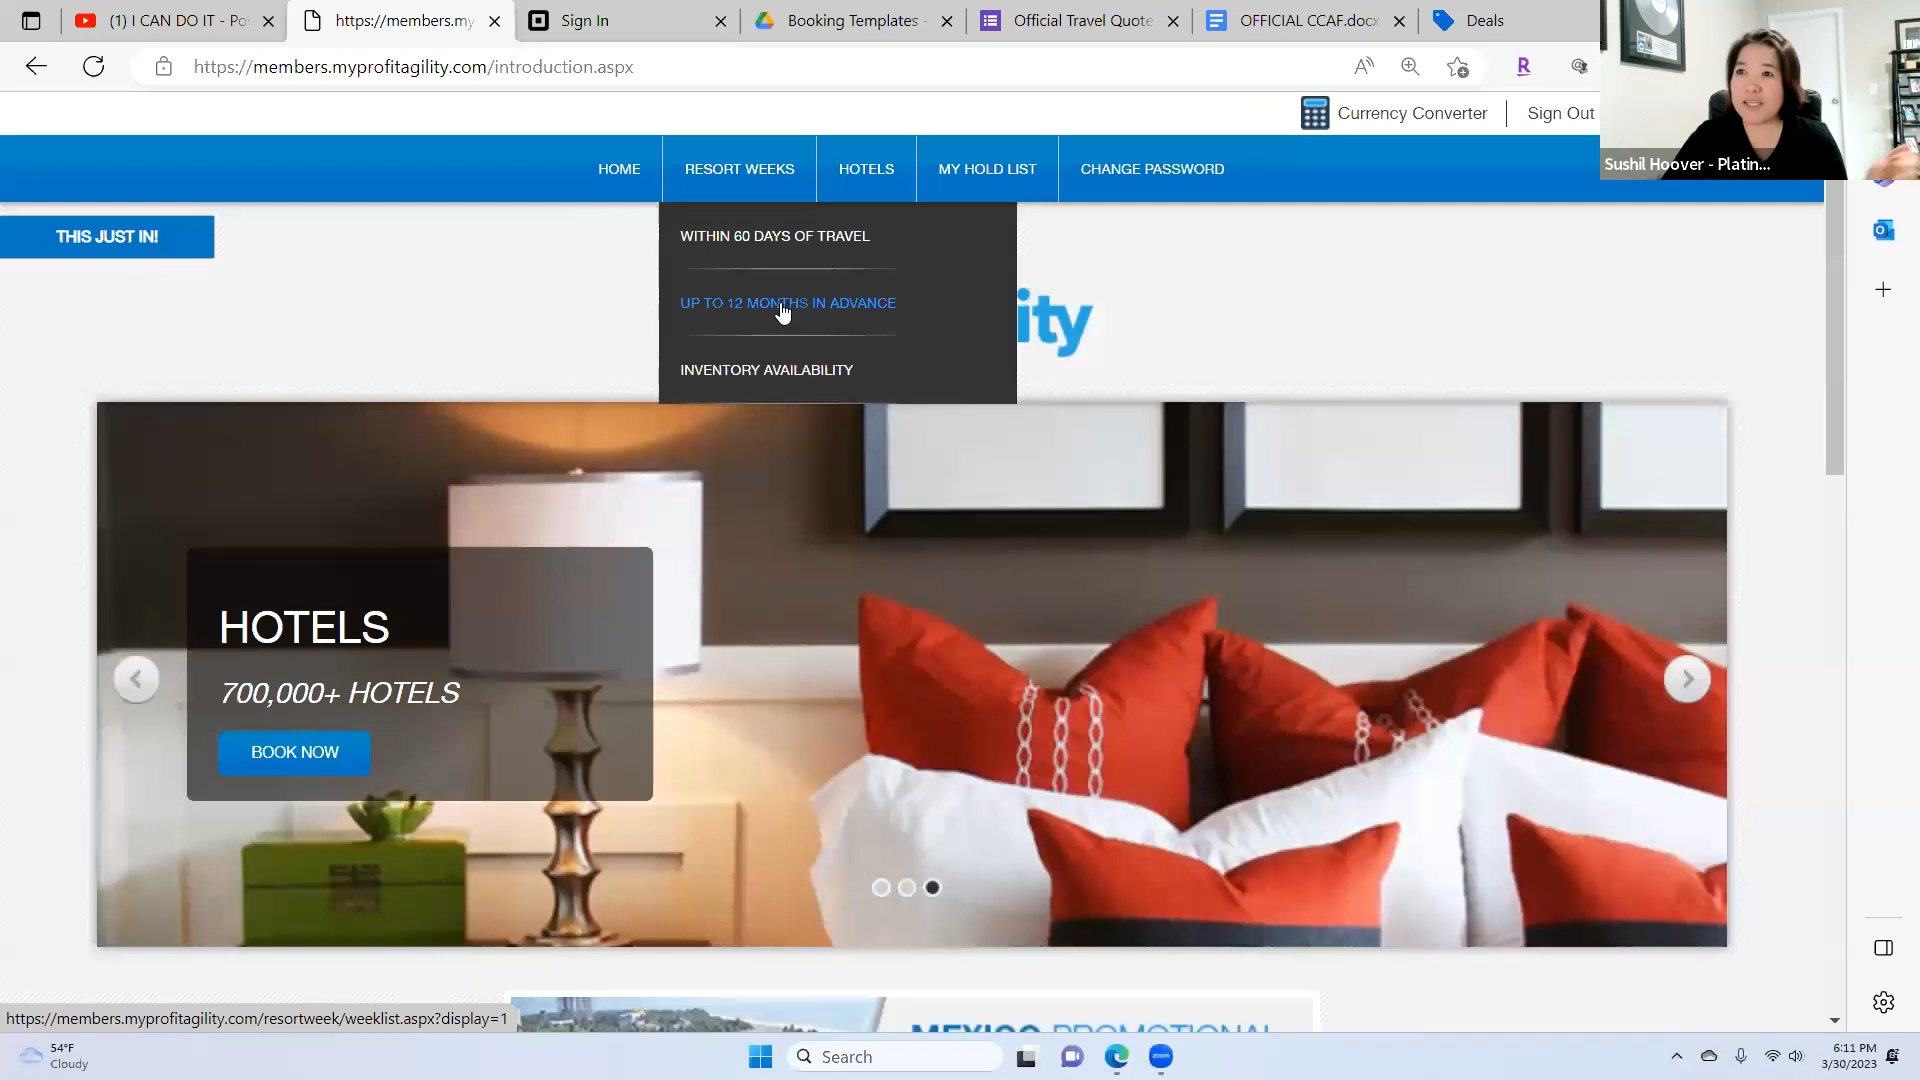 (1) I CAN DO IT - Po
https://members.my
Sign In
Booking Templates -
Official Travel Quote
OFFICIAL CCAF.docx
Deals
https://members.myprofitagility.com/introduction.aspx
Currency Converter
Sign Out
Sushil Hoover - Platin...
HOME
RESORT WEEKS
HOTELS
MY HOLD LIST
CHANGE PASSWORD
THIS JUST IN!
WITHIN 60 DAYS OF TRAVEL
UP TO 12 MONTHS IN ADVANCE
INVENTORY AVAILABILITY
ity
HOTELS
700,000+ HOTELS
BOOK NOW
MEXICO PROMOTIONAL
https://members.myprofitagility.com/resortweek/weeklist.aspx?display=1
54°F
Cloudy
Search
zoom
6:11 PM
3/30/2023